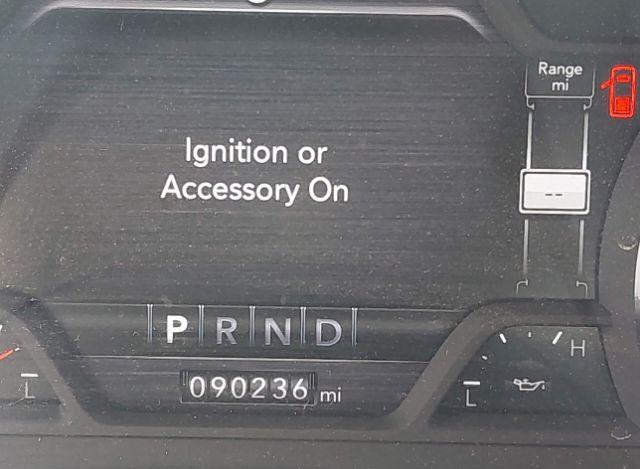 Range
mi
Ignition or
Accessory On
--
P R N D
H
L
090236 mi
L